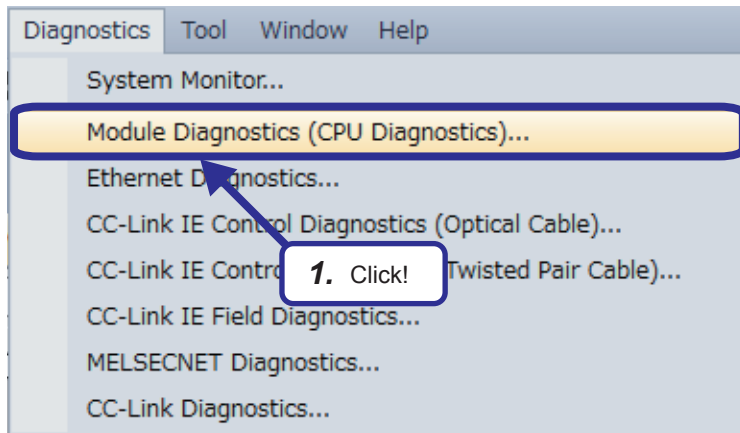 Diagnostics Tool Window Help
System Monitor...
Module Diagnostics (CPU Diagnostics)...
Ethernet D gnostics...
CC-Link IE Control Diagnostics (Optical Cable)...
CC-Link IE Contro Twisted Pair Cable)...
1. Click!
CC-Link IE Field Diagnostics...
MELSECNET Diagnostics...
CC-Link Diagnostics...